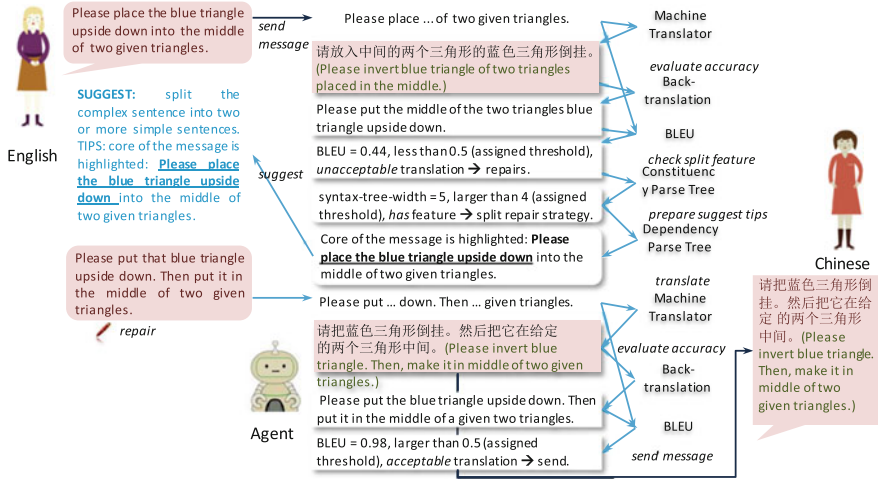 Please place the blue triangle
upside down into the middle
of two given triangles.
send
message
English
SUGGEST: split the
complex sentence into two
or more simple sentences.
TIPS: core of the message is
highlighted: Please place
the blue triangle upside
down into the middle of
two given triangles.
suggest
Please put that blue triangle
upside down. Then put it in
the middle of two given
triangles.
repair
Agent
Please place ... of two given triangles.
请放入中间的两个三角形的蓝色三角形倒挂。
(Please invert blue triangle of two triangles
placed in the middle.)
Please put the middle of the two triangles blue
triangle upside down.
BLEU = 0.44, less than 0.5 (assigned threshold),
unacceptable translation → repairs.
syntax-tree-width = 5, larger than 4 (assigned
threshold), has feature → split repair strategy.
Core of the message is highlighted: Please
place the blue triangle upside down into the
middle of two given triangles.
Please put ... down. Then ... given triangles.
请把蓝色三角形倒挂。然后把它在给定
的两个三角形中间。(Please invert blue
triangle. Then, make it in middle of two given
triangles.)
Please put the blue triangle upside down. Then
put it in the middle of a given two triangles.
BLEU = 0.98, larger than 0.5 (assigned
threshold), acceptable translation → send.
Machine
Translator
evaluate accuracy
Back-
translation
BLEU
check split feature
Constituenc
y Parse Tree
prepare suggest tips
Dependency
Parse Tree
translate
Machine
Translator
evaluate accuracy
Back-
translation
BLEU
send message
Chinese
请把蓝色三角形倒
挂。然后把它在给
定 的两个三角形
中间。(Please
invert blue triangle.
Then, make it in
middle of two
given triangles.)